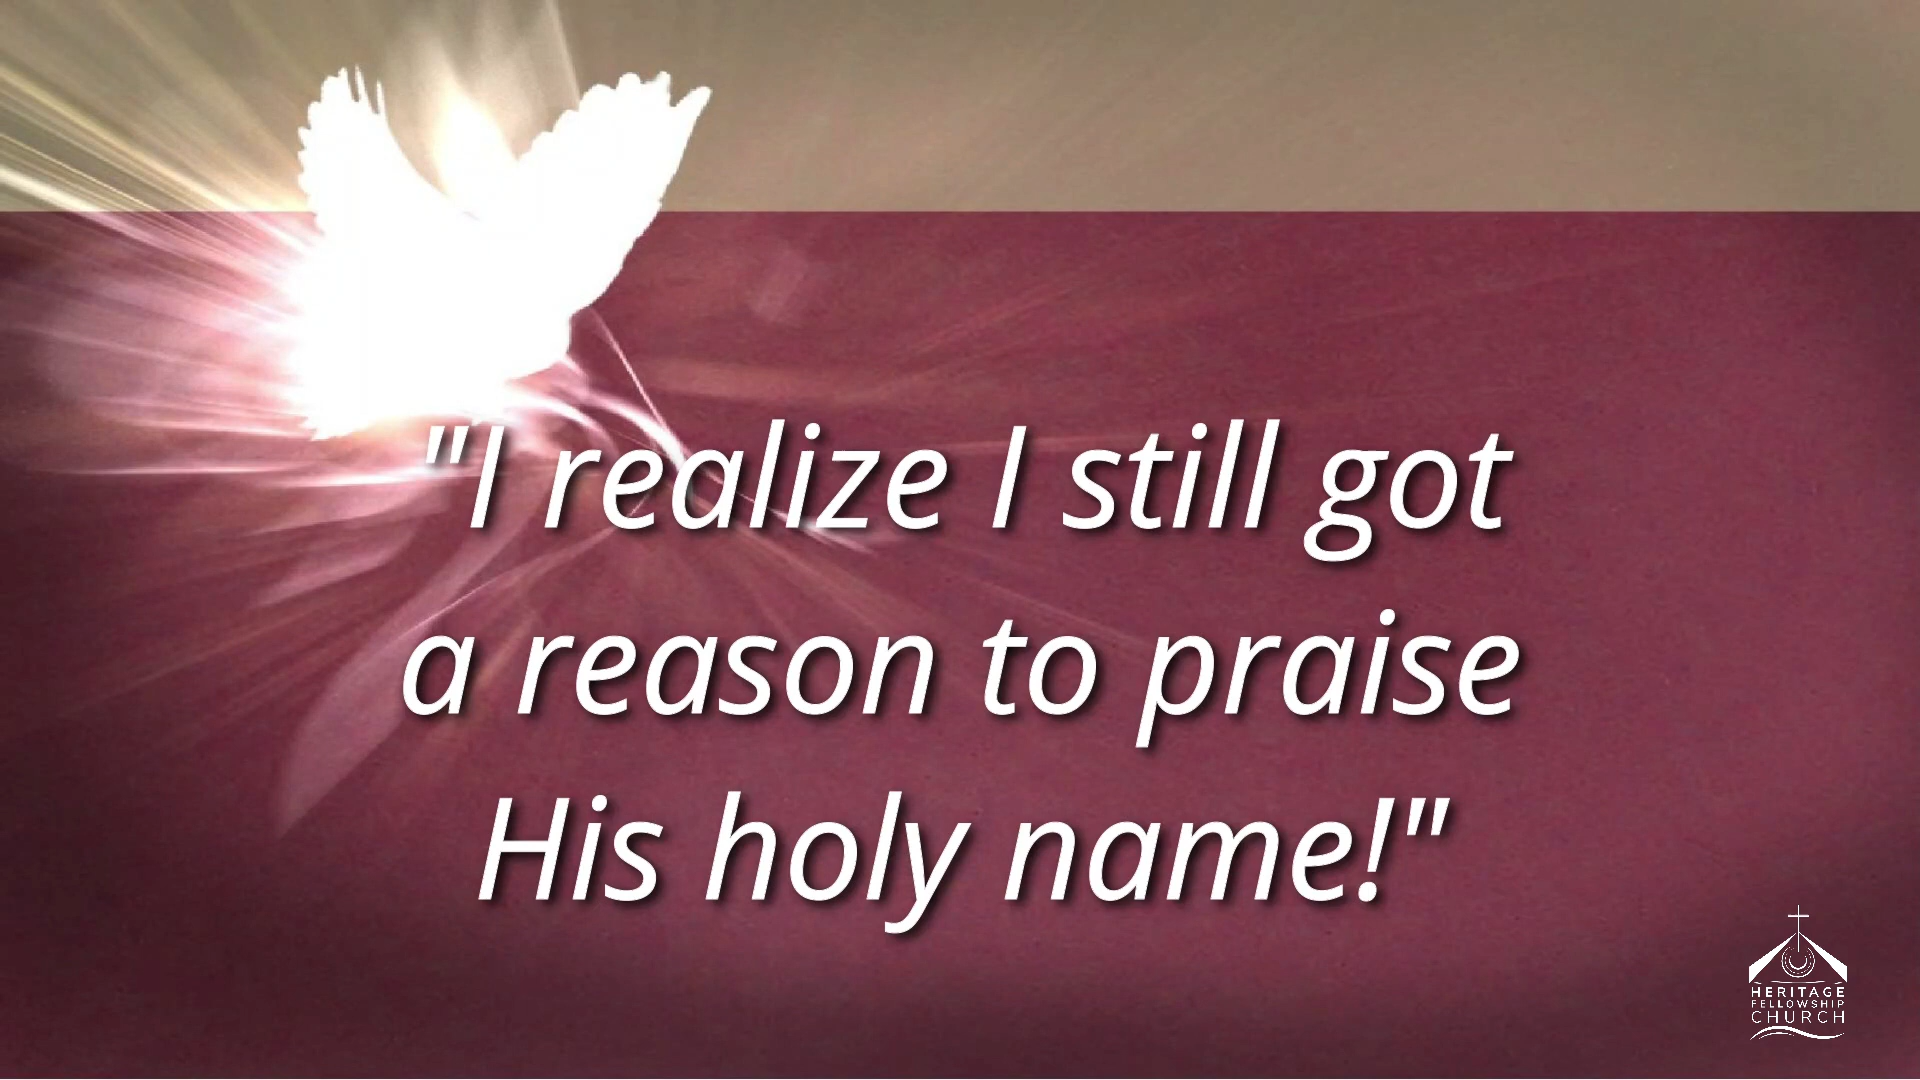 "I realize I still got
a reason to praise
His holy name!"
HERITAGE
FELLOWSHIP
CHURCH